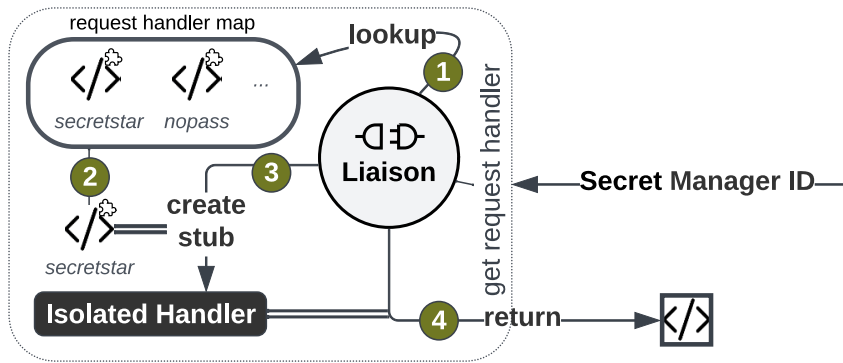 request handler map
secretstar
nopass
...
lookup
1
get request handler
Liaison
Secret Manager ID
2
3
create
stub
secretstar
Isolated Handler
4
return